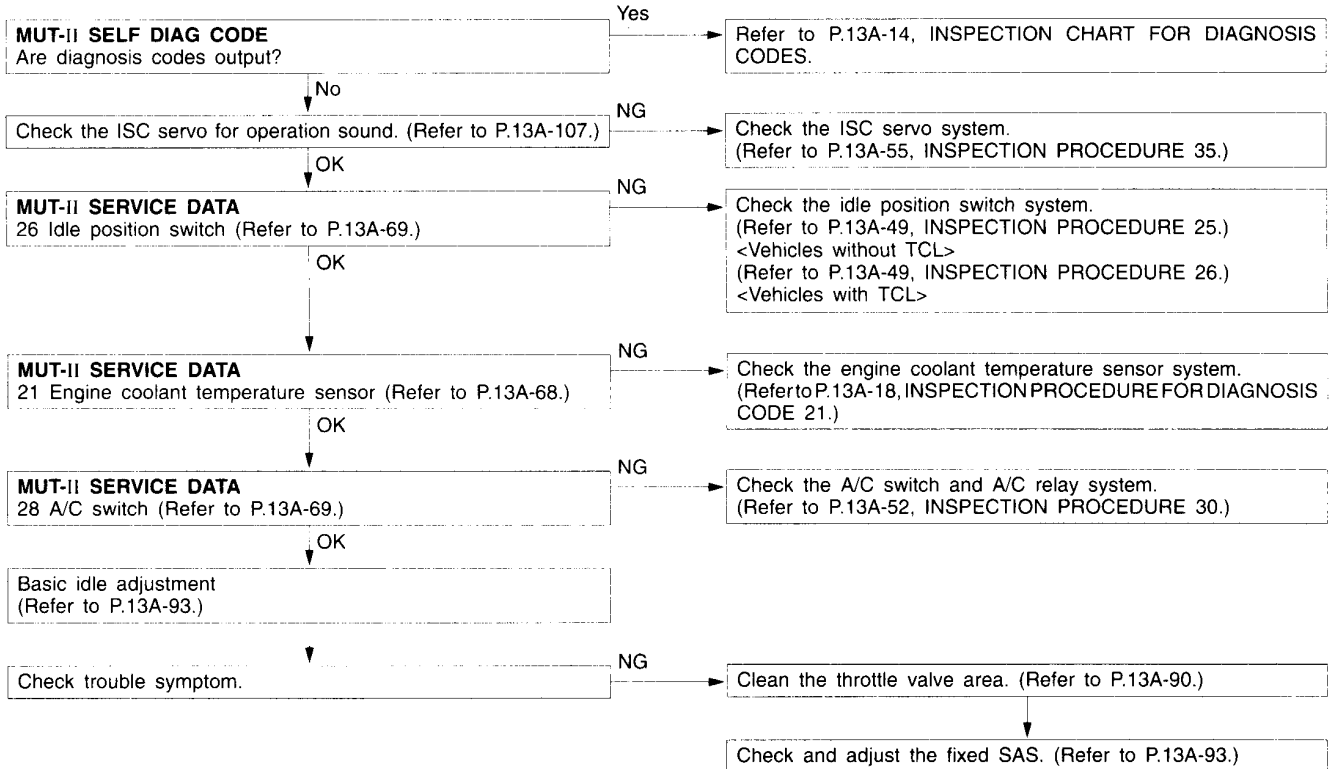 MUT-II SELF DIAG CODE
Are diagnosis codes output?
Yes
Refer to P.13A-14, INSPECTION CHART FOR DIAGNOSIS
CODES.
No
Check the ISC servo for operation sound. (Refer to P.13A-107.)
NG
Check the ISC servo system.
(Refer to P.13A-55, INSPECTION PROCEDURE 35.)
OK
MUT-II SERVICE DATA
26 Idle position switch (Refer to P.13A-69.)
NG
Check the idle position switch system.
(Refer to P.13A-49, INSPECTION PROCEDURE 25.)
<Vehicles without TCL>
(Refer to P.13A-49, INSPECTION PROCEDURE 26.)
<Vehicles with TCL>
OK
MUT-II SERVICE DATA
21 Engine coolant temperature sensor (Refer to P.13A-68.)
NG
Check the engine coolant temperature sensor system.
(Refer to P.13A-18, INSPECTION PROCEDURE FOR DIAGNOSIS
CODE 21.)
OK
MUT-II SERVICE DATA
28 A/C switch (Refer to P.13A-69.)
NG
Check the A/C switch and A/C relay system.
(Refer to P.13A-52, INSPECTION PROCEDURE 30.)
OK
Basic idle adjustment
(Refer to P.13A-93.)
Check trouble symptom.
NG
Clean the throttle valve area. (Refer to P.13A-90.)
Check and adjust the fixed SAS. (Refer to P.13A-93.)